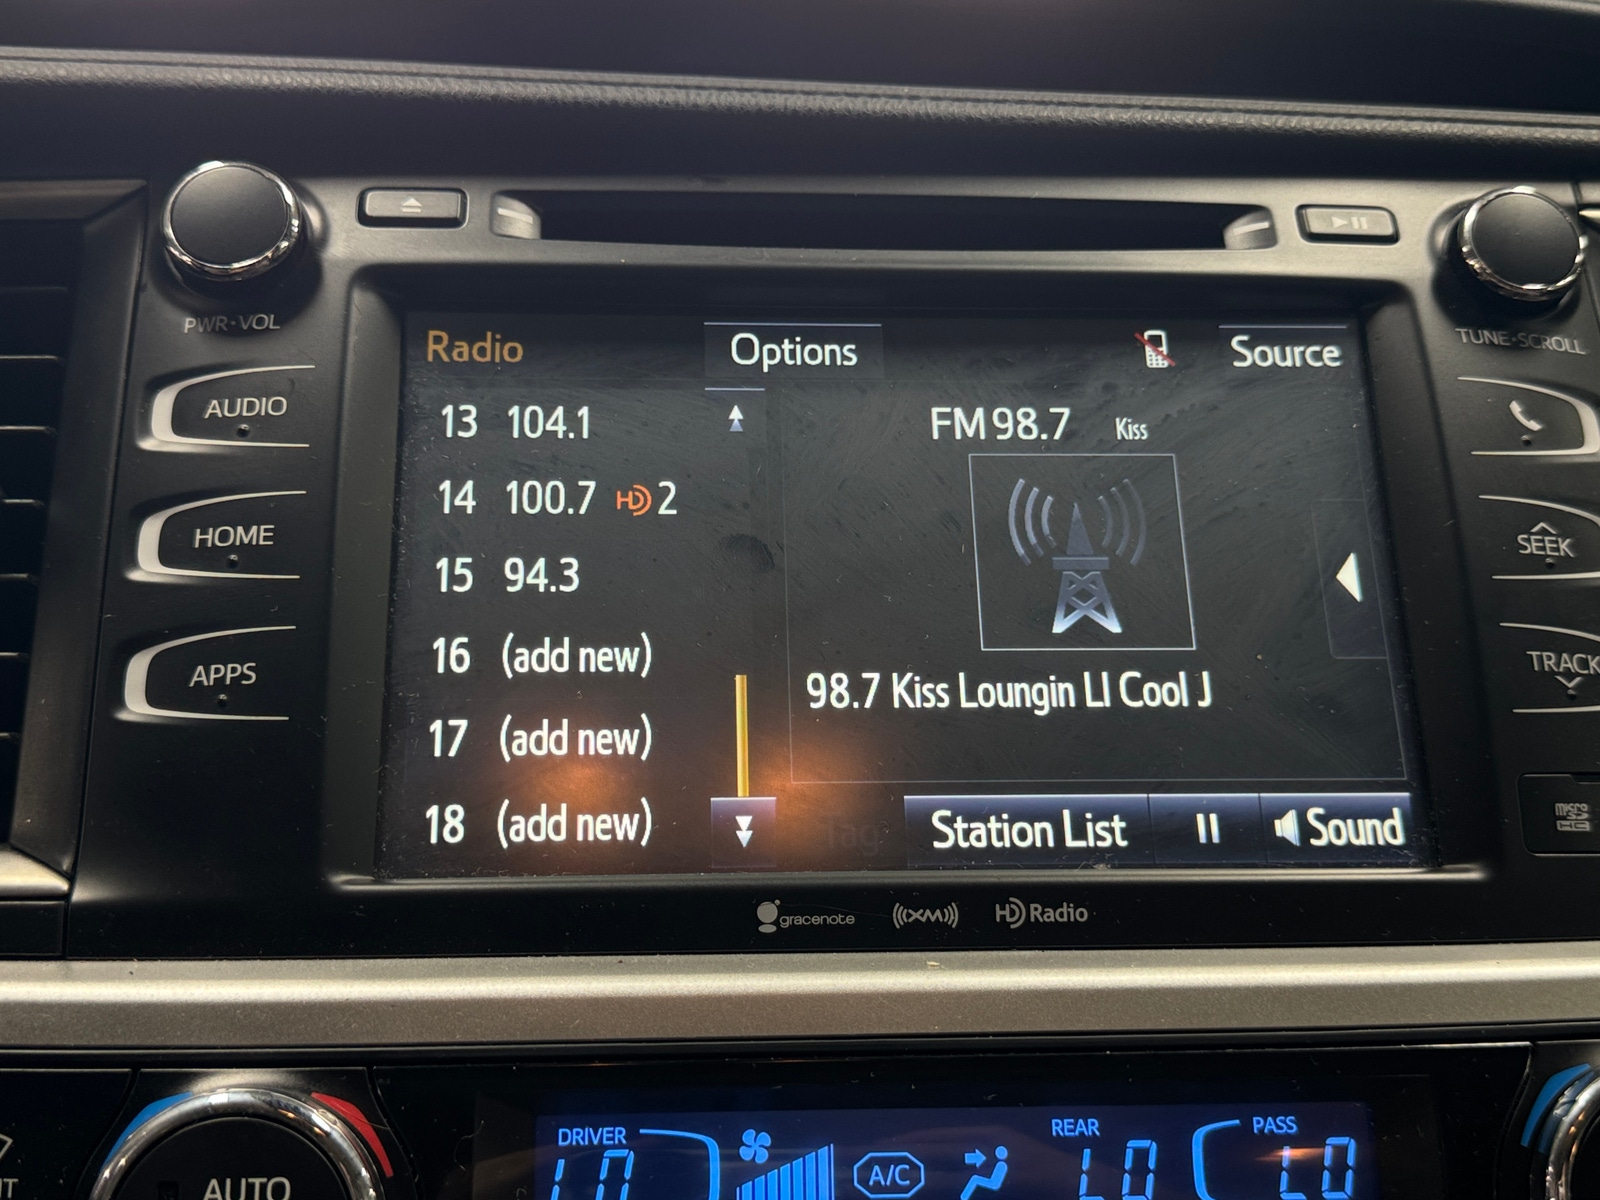 PWR·VOL
TUNE·SCROLL
AUDIO
HOME
APPS
SEEK
TRACK
Radio
Options
Source
13 104.1
14 100.7 HD 2
15 94.3
16 (add new)
17 (add new)
18 (add new)
FM 98.7 Kiss
98.7 Kiss Loungin Ll Cool J
Tag
Station List
Sound
gracenote
((XM))
HD Radio
micro
SD
HC
DRIVER
LO
A/C
REAR
LO
PASS
LO
AUTO